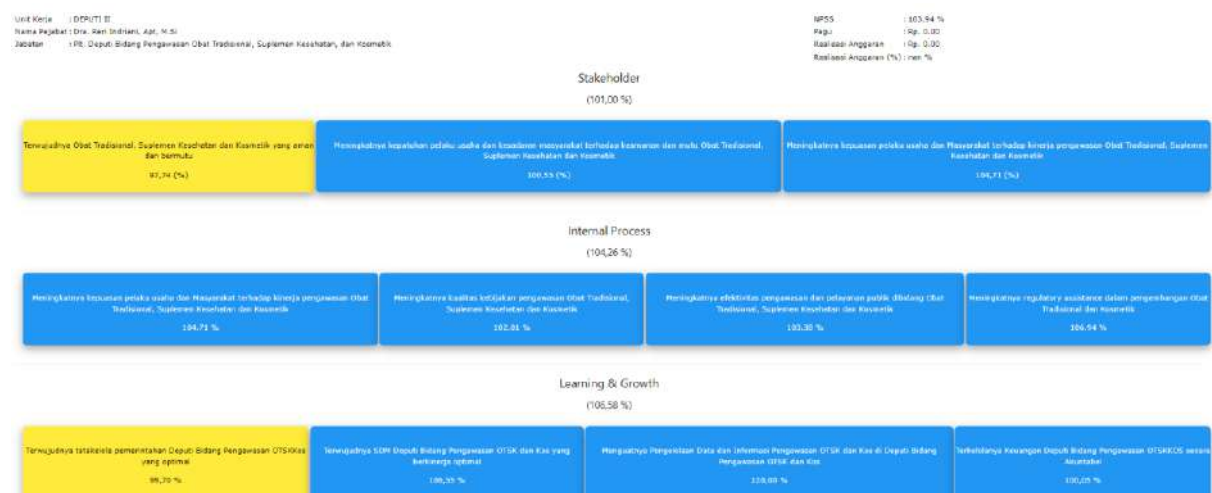 Unit Kerja : DEPUTI II
Nama Pejabat : Dra. Reri Indriani, Apt, M.Si
Jabatan : Plt. Deputi Bidang Pengawasan Obat Tradisional, Suplemen Kesehatan, dan Kosmetik
NPSS : 103.94 %
Pagu : Rp. 0.00
Realisasi Anggaran : Rp. 0.00
Realisasi Anggaran (%) : nan %
Stakeholder
(101,00 %)
Terwujudnya Obat Tradisional, Suplemen Kesehatan dan Kosmetik yang aman
dan bermutu
97,74 (%)
Meningkatnya kepatuhan pelaku usaha dan kesadaran masyarakat terhadap keamanan dan mutu Obat Tradisional,
Suplemen Kesehatan dan Kosmetik
100,55 (%)
Meningkatnya kepuasan pelaku usaha dan Masyarakat terhadap kinerja pengawasan Obat Tradisional, Suplemen
Kesehatan dan Kosmetik
104,71 (%)
Internal Process
(104,26 %)
Meningkatnya kepuasan pelaku usaha dan Masyarakat terhadap kinerja pengawasan Obat
Tradisional, Suplemen Kesehatan dan Kosmetik
104.71 %
Meningkatnya kualitas kebijakan pengawasan Obat Tradisional,
Suplemen Kesehatan dan Kosmetik
102.01 %
Meningkatnya efektivitas pengawasan dan pelayanan publik dibidang Obat
Tradisional, Suplemen Kesehatan dan Kosmetik
103.30 %
Meningkatnya regulatory assistance dalam pengembangan Obat
Tradisional dan Kosmetik
106.94 %
Learning & Growth
(106,58 %)
Terwujudnya tatakelola pemerintahan Deputi Bidang Pengawasan OTSKKos
yang optimal
95,70 %
Terwujudnya SDM Deputi Bidang Pengawasan OTSK dan Kos yang
berkinerja optimal
Menguatnya Pengelolaan Data dan Informasi Pengawasan OTSK dan Kos di Deputi Bidang
Pengawasan OTSK dan Kos
120,00 %
Terkelolanya Keuangan Deputi Bidang Pengawasan OTSKKOS secara
Akuntabel
100,05 %